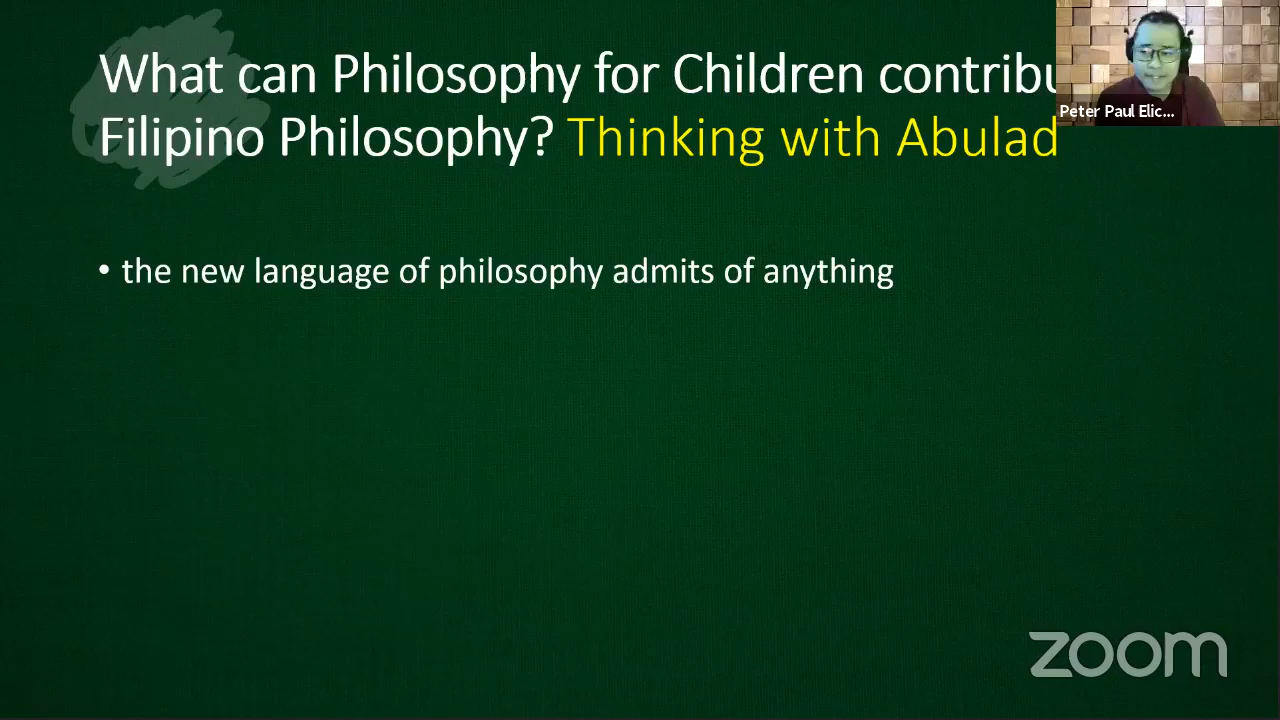 What can Philosophy for Children contribu
Filipino Philosophy? Thinking with Abulad
• the new language of philosophy admits of anything
Peter Paul Elic...
zoom